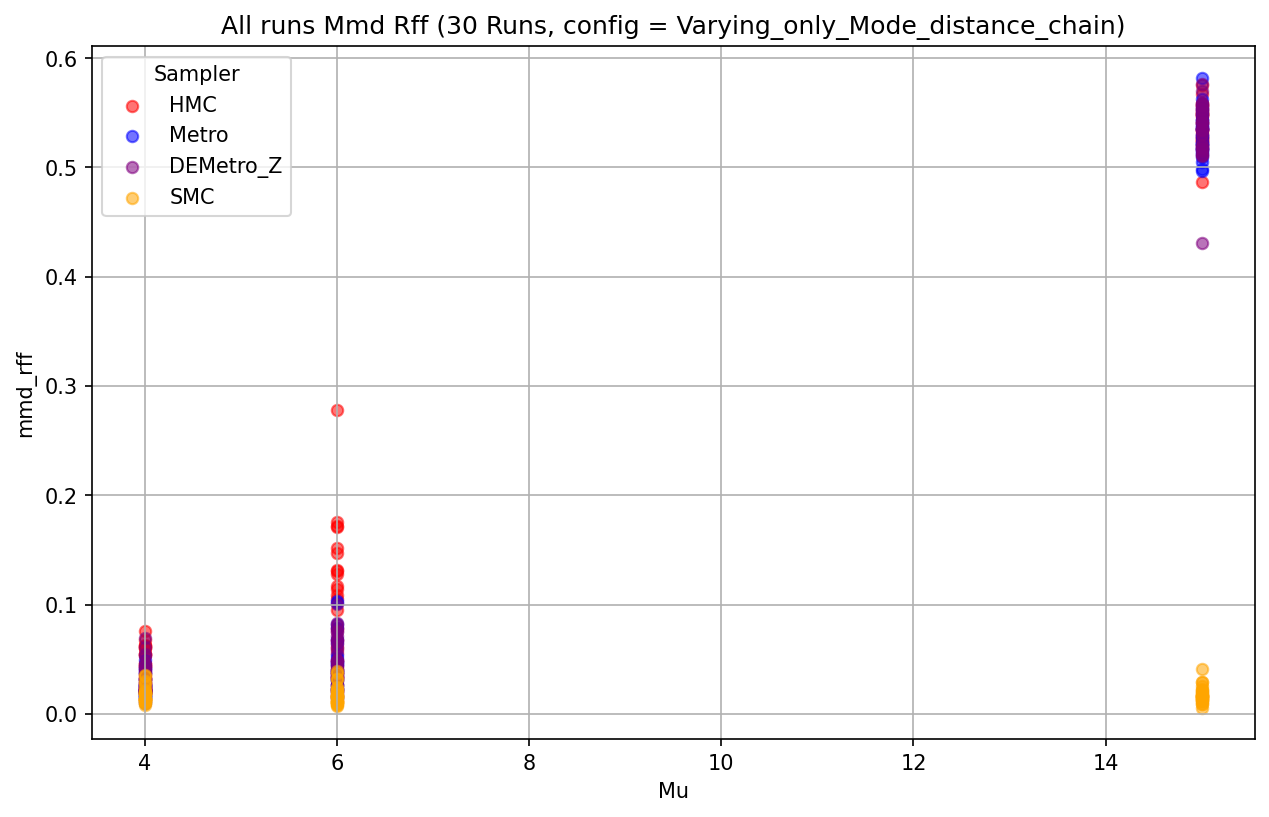 All runs Mmd Rff (30 Runs, config = Varying_only_Mode_distance_chain)
Sampler
HMC
Metro
DEMetro_Z
SMC
mmd_rff
0.6
0.5
0.4
0.3
0.2
0.1
0.0
4
6
8
10
12
14
Mu